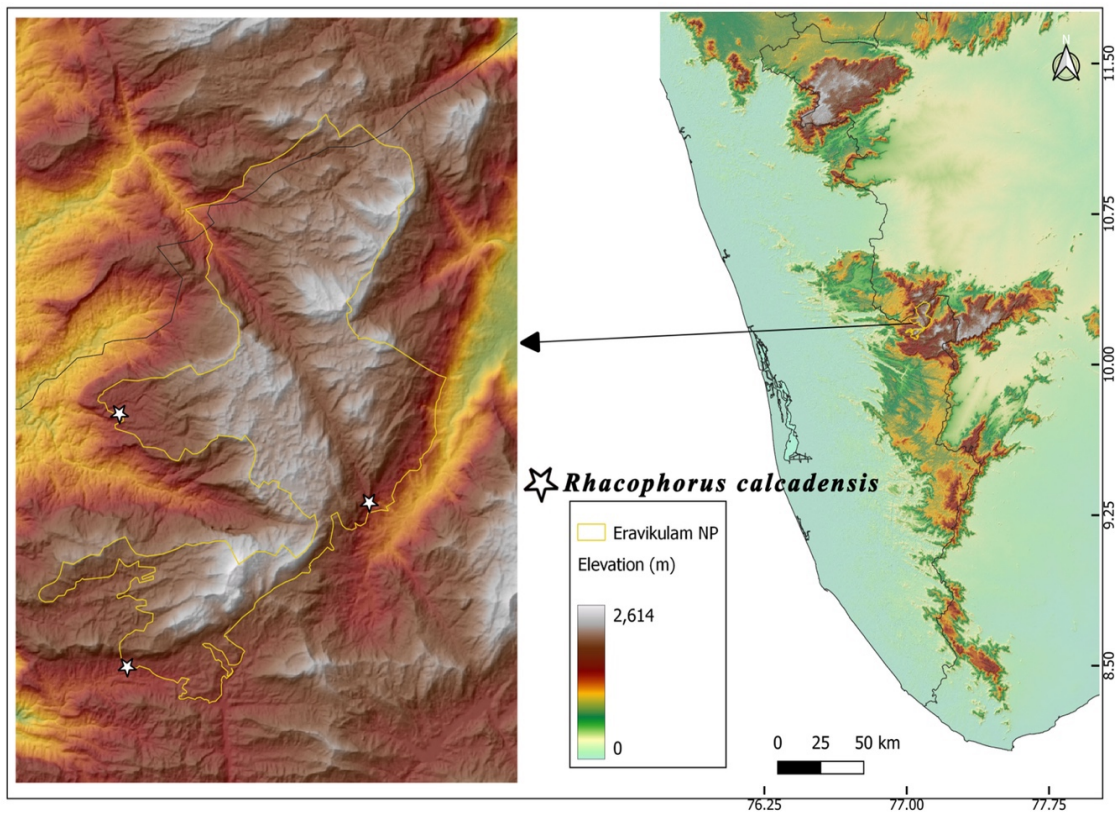 N
11.50
10.75
10.00
9.25
8.50
Rhacophorus calcadensis
Eravikulam NP
Elevation (m)
2,614
0
0 25 50 km
76.25 77.00 77.75